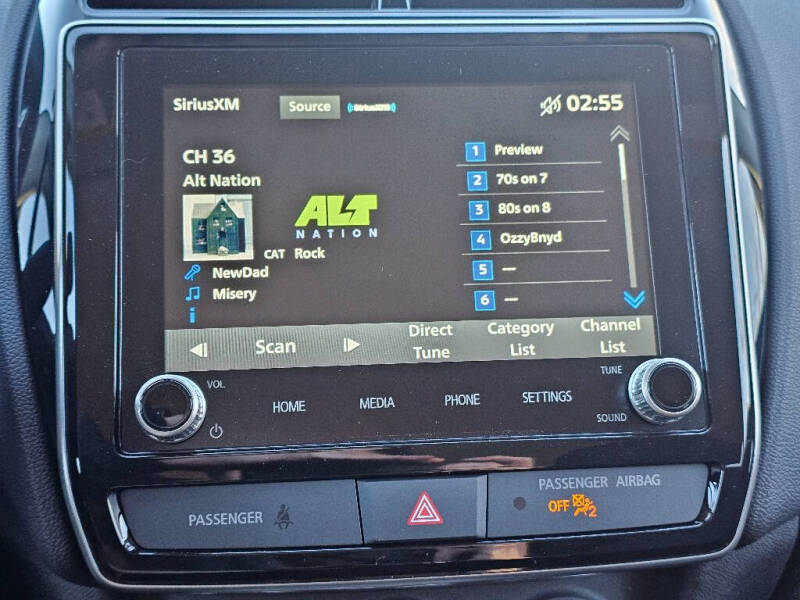 SiriusXM Source SiriusXM 02:55
CH 36
Alt Nation
ALT
NATION
CAT Rock
NewDad
Misery
1 Preview
2 70s on 7
3 80s on 8
4 OzzyBnyd
5 ---
6 ---
Scan
Direct
Tune
Category
List
Channel
List
VOL
HOME MEDIA PHONE SETTINGS
TUNE
SOUND
PASSENGER
PASSENGER AIRBAG
OFF 2